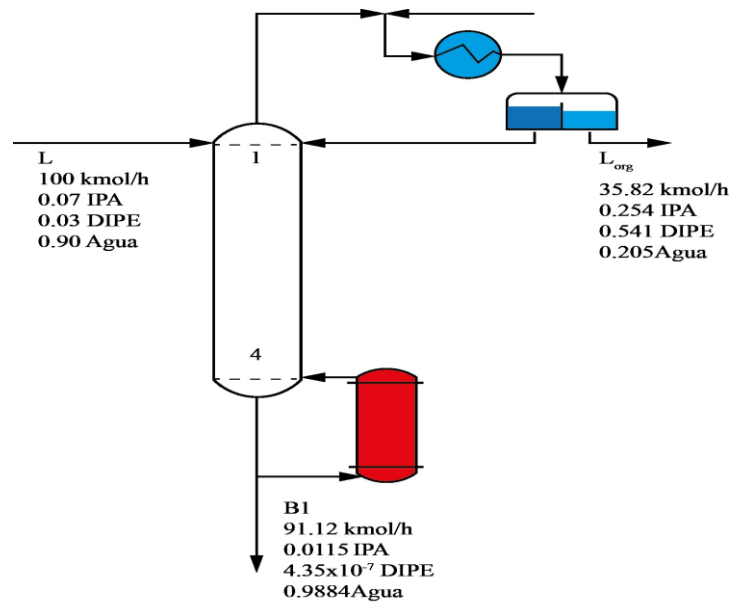 1
L
100 kmol/h
0.07 IPA
0.03 DIPE
0.90 Agua
L_org
35.82 kmol/h
0.254 IPA
0.541 DIPE
0.205Agua
4
B1
91.12 kmol/h
0.0115 IPA
4.35x10⁻⁷ DIPE
0.9884Agua